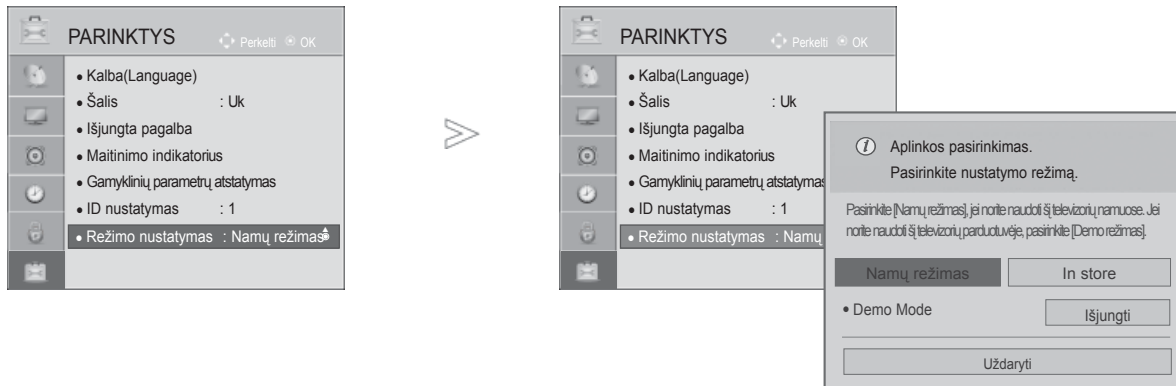 PARINKTYS Perkelti OK
• Kalba(Language)
• Šalis : Uk
• Išjungta pagalba
• Maitinimo indikatorius
• Gamyklinių parametrų atstatymas
• ID nustatymas : 1
• Režimo nustatymas : Namų režimas
PARINKTYS Perkelti OK
• Kalba(Language)
• Šalis : Uk
• Išjungta pagalba
• Maitinimo indikatorius
• Gamyklinių parametrų atstatymas
• ID nustatymas : 1
• Režimo nustatymas : Namų
Aplinkos pasirinkimas.
Pasirinkite nustatymo režimą.
Pasirinkite [Namų režimas], jei norite naudoti šį televizorių namuose. Jei
norite naudoti šį televizorių parduotuvėje, pasirinkite [Demo režimas].
Namų režimas In store
• Demo Mode Išjungti
Uždaryti